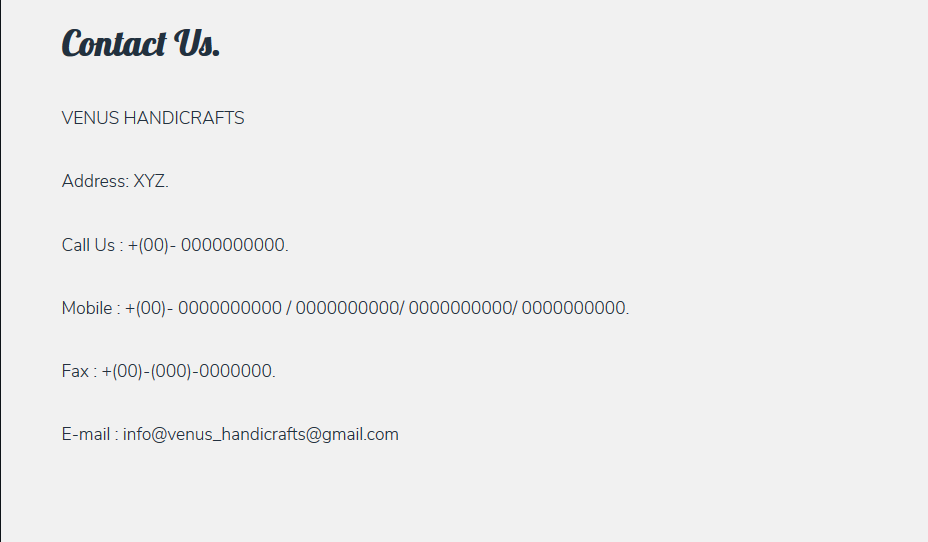 Contact Us.
VENUS HANDICRAFTS
Address: XYZ.
Call Us : +(00)- 0000000000.
Mobile : +(00)- 0000000000 / 0000000000/ 0000000000/ 0000000000.
Fax : +(00)-(000)-0000000.
E-mail : info@venus_handicrafts@gmail.com